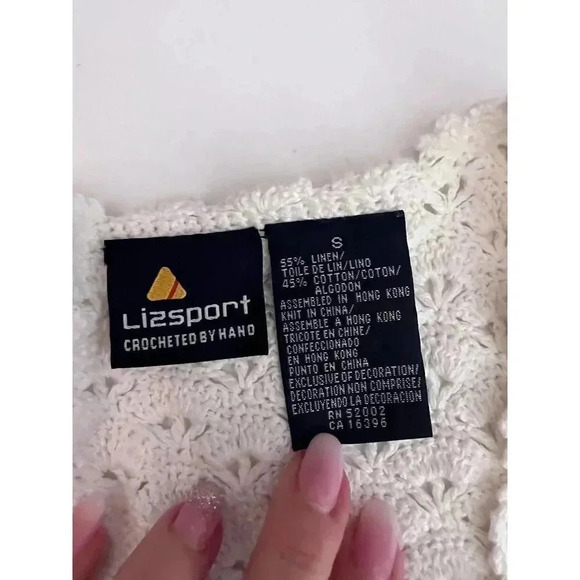 Lizsport
CROCHETED BY HAND
S
55% LINEN/
TOILE DE LIN/LINO
45% COTTON/COTON/
ALGODON
ASSEMBLED IN HONG KONG
KNIT IN CHINA/
ASSEMBLE A HONG KONG
TRICOTE EN CHINE/
CONFECCIONADO
EN HONG KONG
PUNTO EN CHINA
EXCLUSIVE OF DECORATION/
DECORATION NON COMPRISE/
EXCLUYENDO LA DECORACION
RN 52002
CA 16396